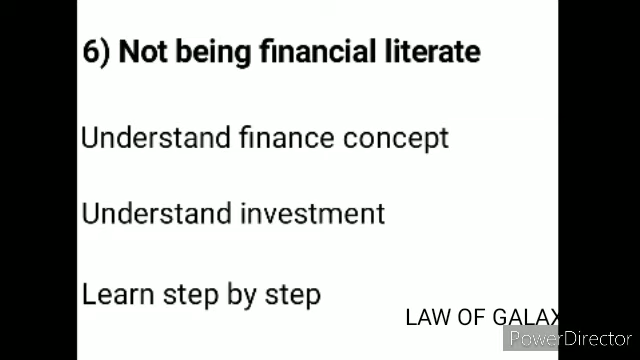 6) Not being financial literate
Understand finance concept
Understand investment
Learn step by step
LAW OF GALAX
PowerDirector